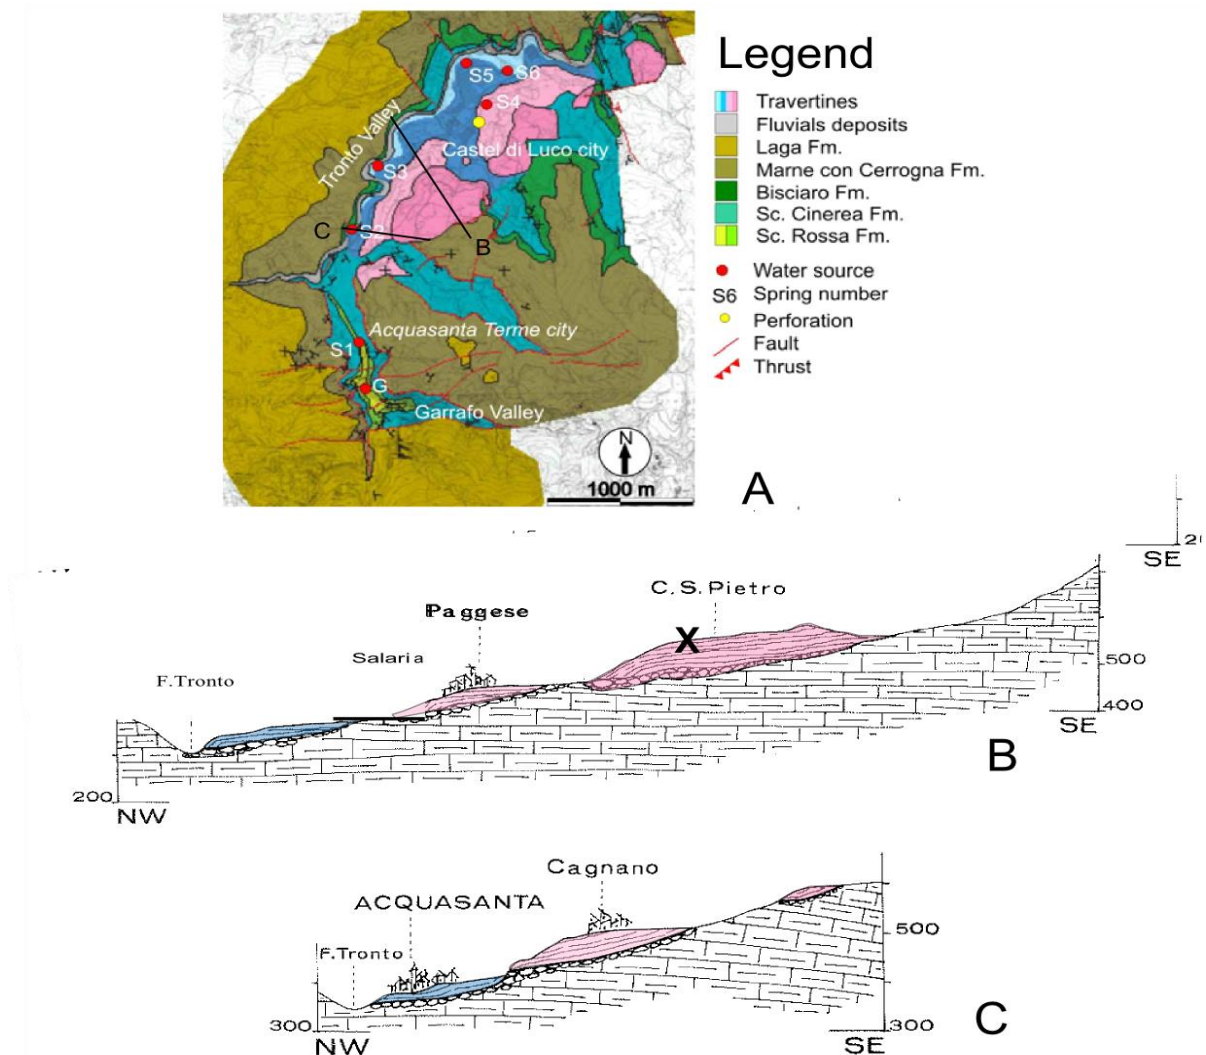 Legend
Travertines
Fluvials deposits
Laga Fm.
Marne con Cerrogna Fm.
Bisciaro Fm.
Sc. Cinerea Fm.
Sc. Rossa Fm.
Water source
S6 Spring number
Perforation
Fault
Thrust
S5
S6
S4
Tronto Valley
Castel di Luco city
S3
C
S2
B
Acquasanta Terme city
S1
G
Garrafo Valley
N
1000 m
A
SE
C.S. Pietro
Paggese
X
Salaria
F.Tronto
500
400
SE
B
200
NW
Cagnano
ACQUASANTA
500
F.Tronto
300
300
C
NW
SE